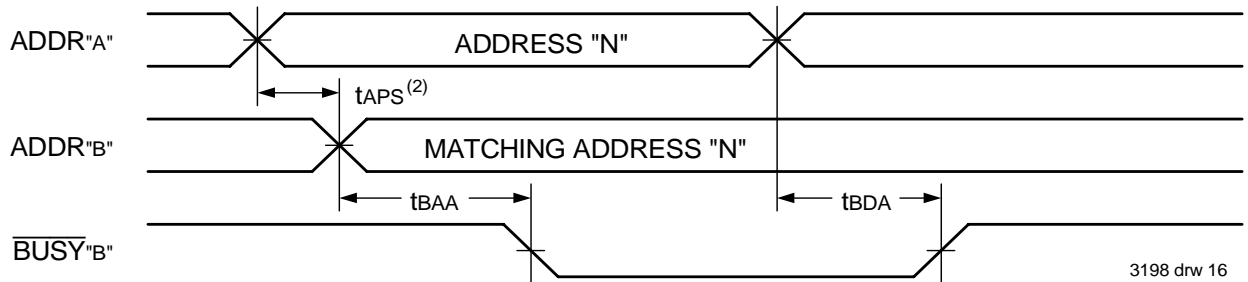 ADDR"A"
ADDRESS "N"
tAPS(2)
ADDR"B"
MATCHING ADDRESS "N"
tBAA
tBDA
BUSY"B"
3198 drw 16